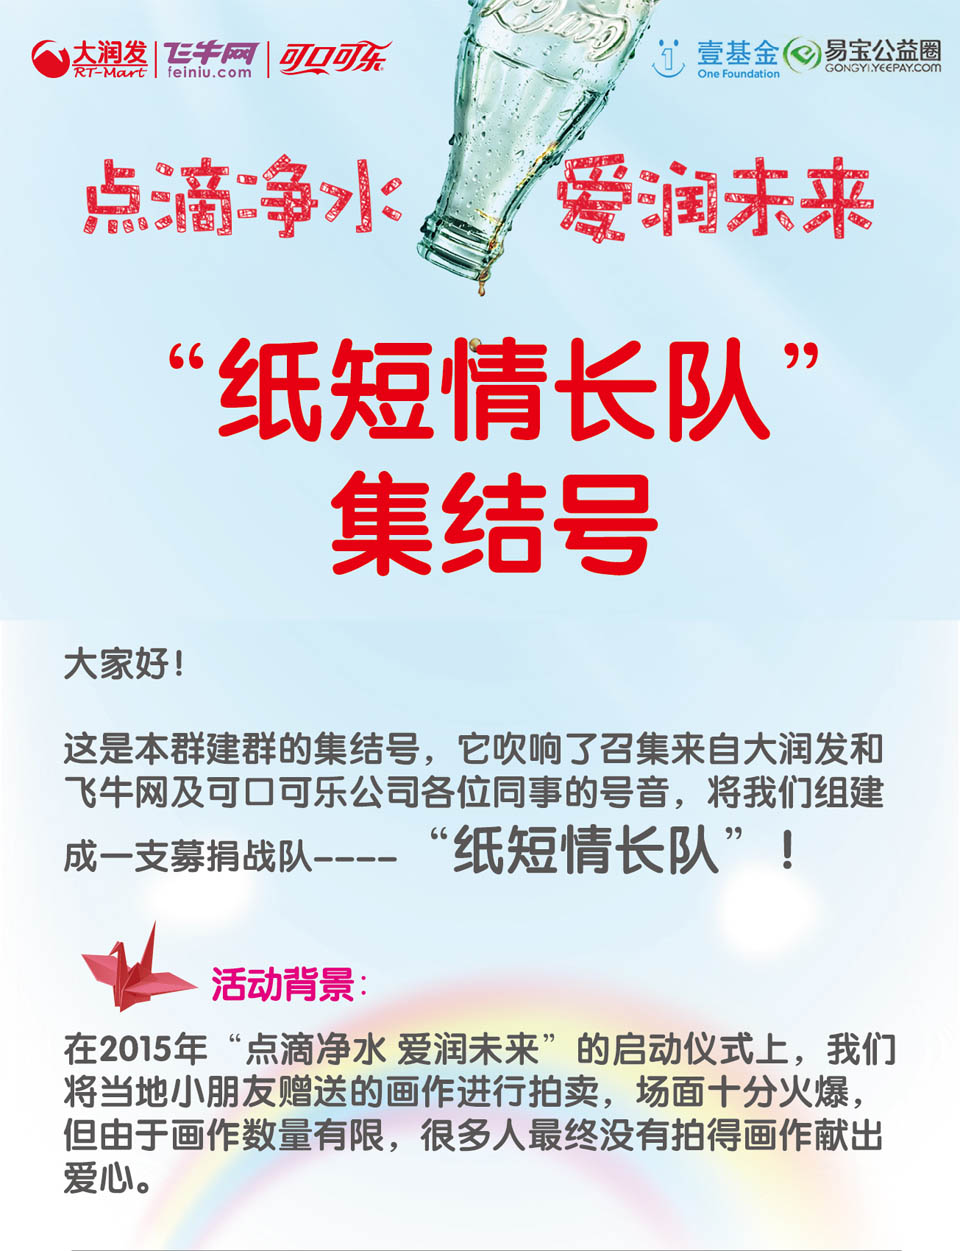 大润发
RT-Mart
飞牛网
feiniu.com
可口可乐
1
壹基金
One Foundation
易宝公益圈
GONGYI.YEEPAY.COM
点滴净水 爱润未来
“纸短情长队”
集结号
大家好！
这是本群建群的集结号，它吹响了召集来自大润发和
飞牛网及可口可乐公司各位同事的号音，将我们组建
成一支募捐战队----“纸短情长队”！
活动背景：
在2015年“点滴净水 爱润未来”的启动仪式上，我们
将当地小朋友赠送的画作进行拍卖，场面十分火爆，
但由于画作数量有限，很多人最终没有拍得画作献出
爱心。